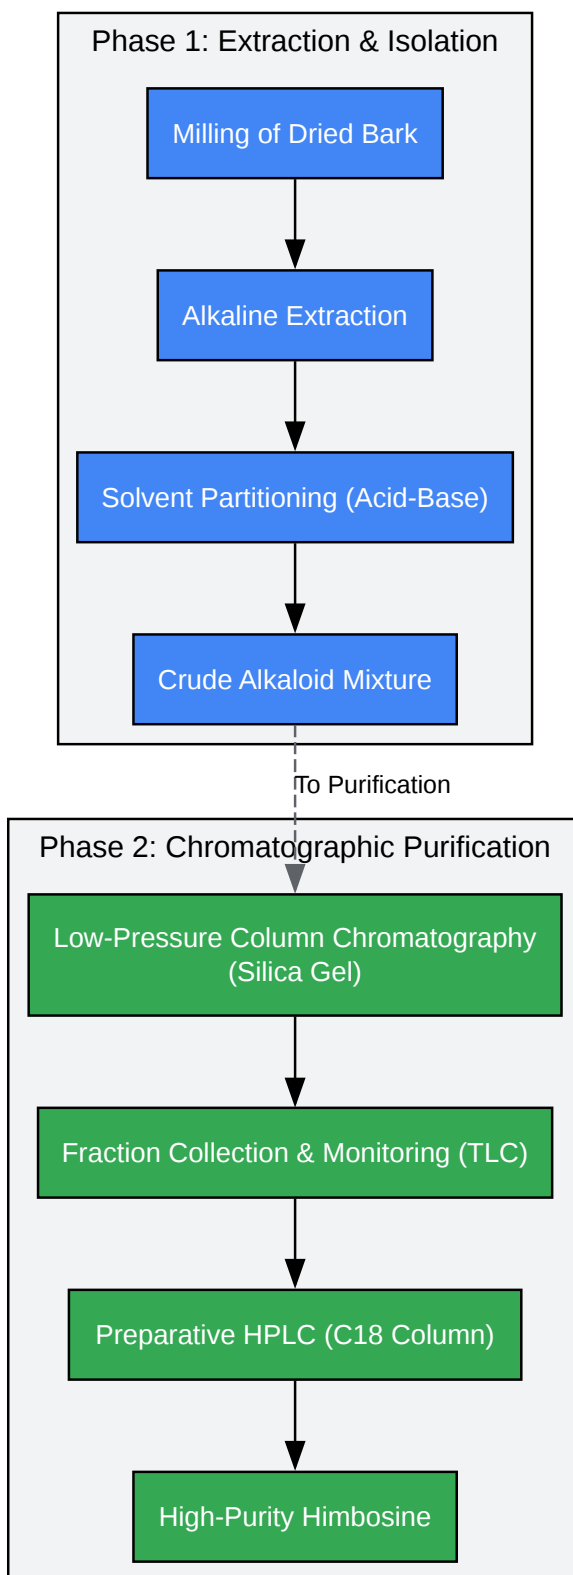 Phase 1: Extraction & Isolation
Milling of Dried Bark
Alkaline Extraction
Solvent Partitioning (Acid-Base)
Crude Alkaloid Mixture
To Purification
Phase 2: Chromatographic Purification
Low-Pressure Column Chromatography
(Silica Gel)
Fraction Collection & Monitoring (TLC)
Preparative HPLC (C18 Column)
High-Purity Himbosine